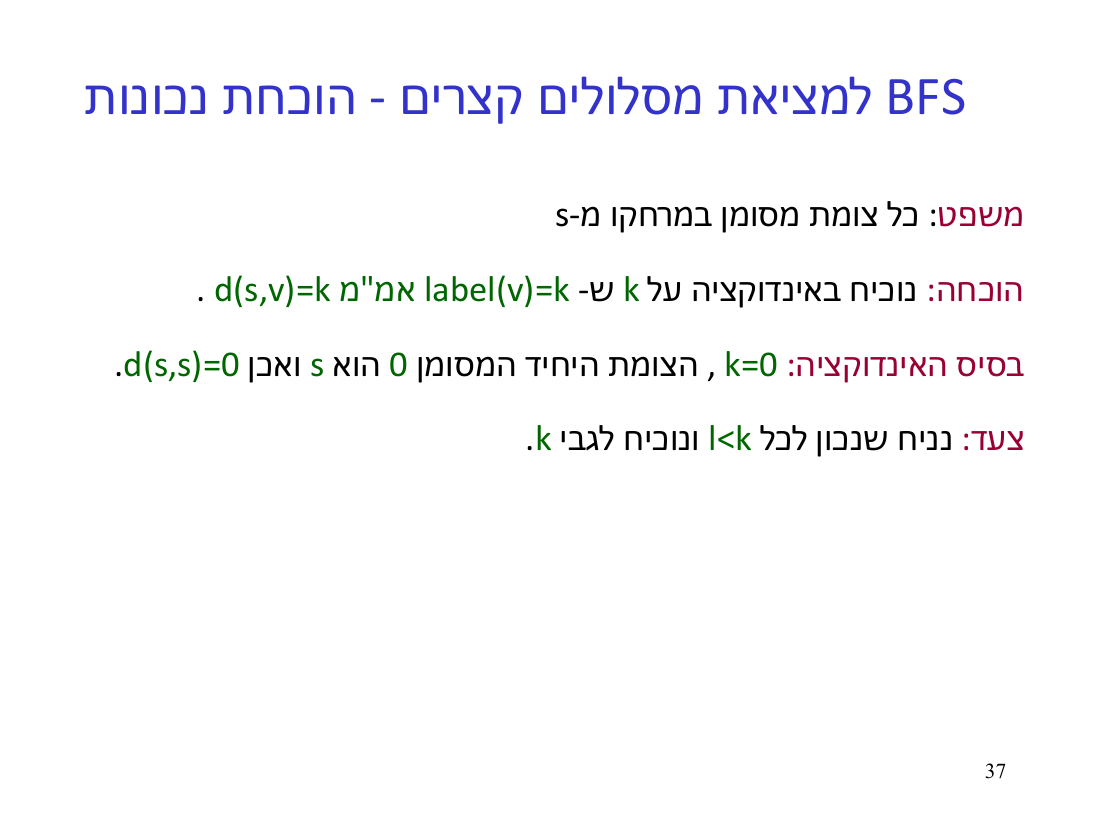 BFS למציאת מסלולים קצרים - הוכחת נכונות
משפט: כל צומת מסומן במרחקו מ-s
הוכחה: נוכיח באינדוקציה על k ש- label(v)=k אמ"מ d(s,v)=k .
בסיס האינדוקציה: k=0 , הצומת היחיד המסומן 0 הוא s ואכן d(s,s)=0.
צעד: נניח שנכון לכל l<k ונוכיח לגבי k.
37